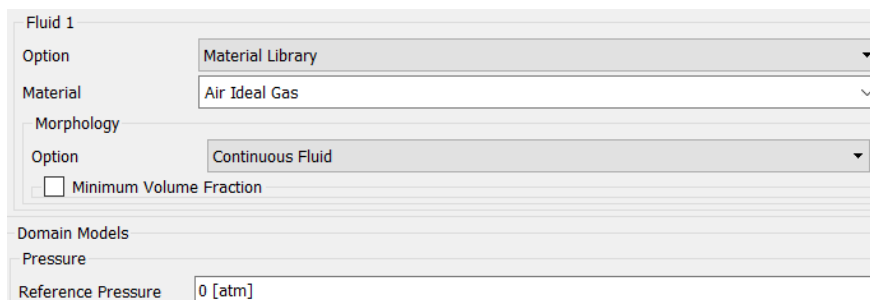 Fluid 1
Option Material Library
Material Air Ideal Gas
Morphology
Option Continuous Fluid
Minimum Volume Fraction
Domain Models
Pressure
Reference Pressure 0 [atm]